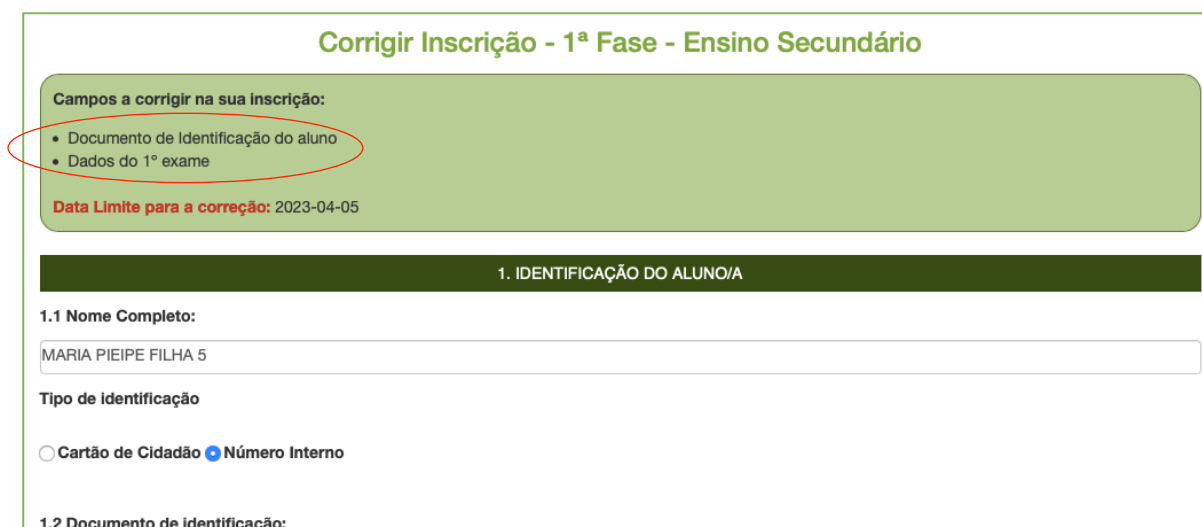 Corrigir Inscrição - 1ª Fase - Ensino Secundário
Campos a corrigir na sua inscrição:
• Documento de Identificação do aluno
• Dados do 1º exame
Data Limite para a correção: 2023-04-05
1. IDENTIFICAÇÃO DO ALUNO/A
1.1 Nome Completo:
MARIA PIEIPE FILHA 5
Tipo de identificação
Cartão de Cidadão Número Interno
1.2 Documento de identificação: